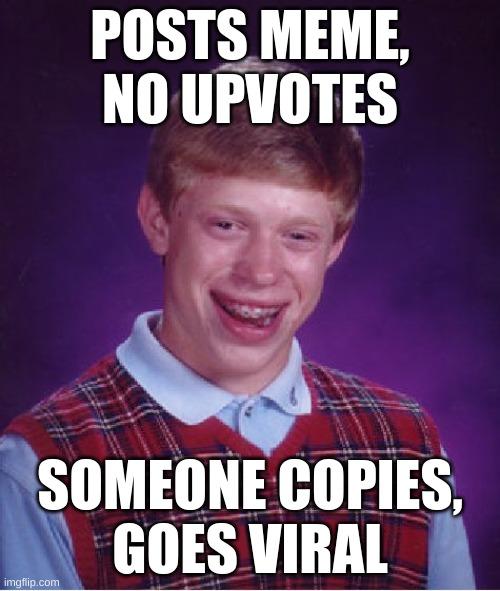 POSTS MEME,
NO UPVOTES
SOMEONE COPIES,
GOES VIRAL
imgflip.com